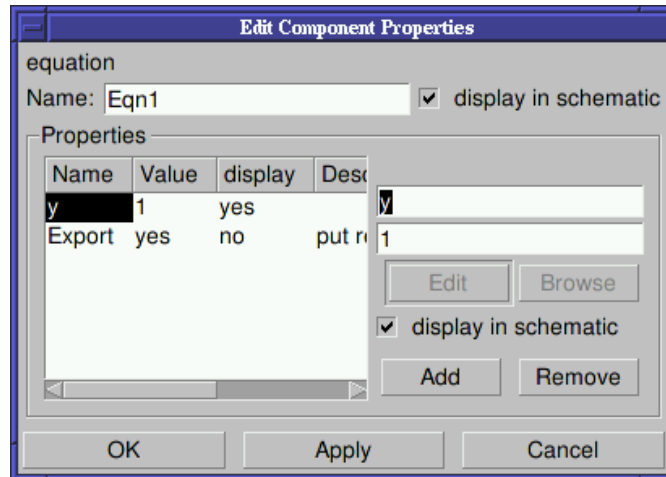 Edit Component Properties
equation
Name: Eqn1 display in schematic
Properties
Name Value display
y 1 yes
Export yes no put
y
1
Edit Browse
display in schematic
Add Remove
OK Apply Cancel